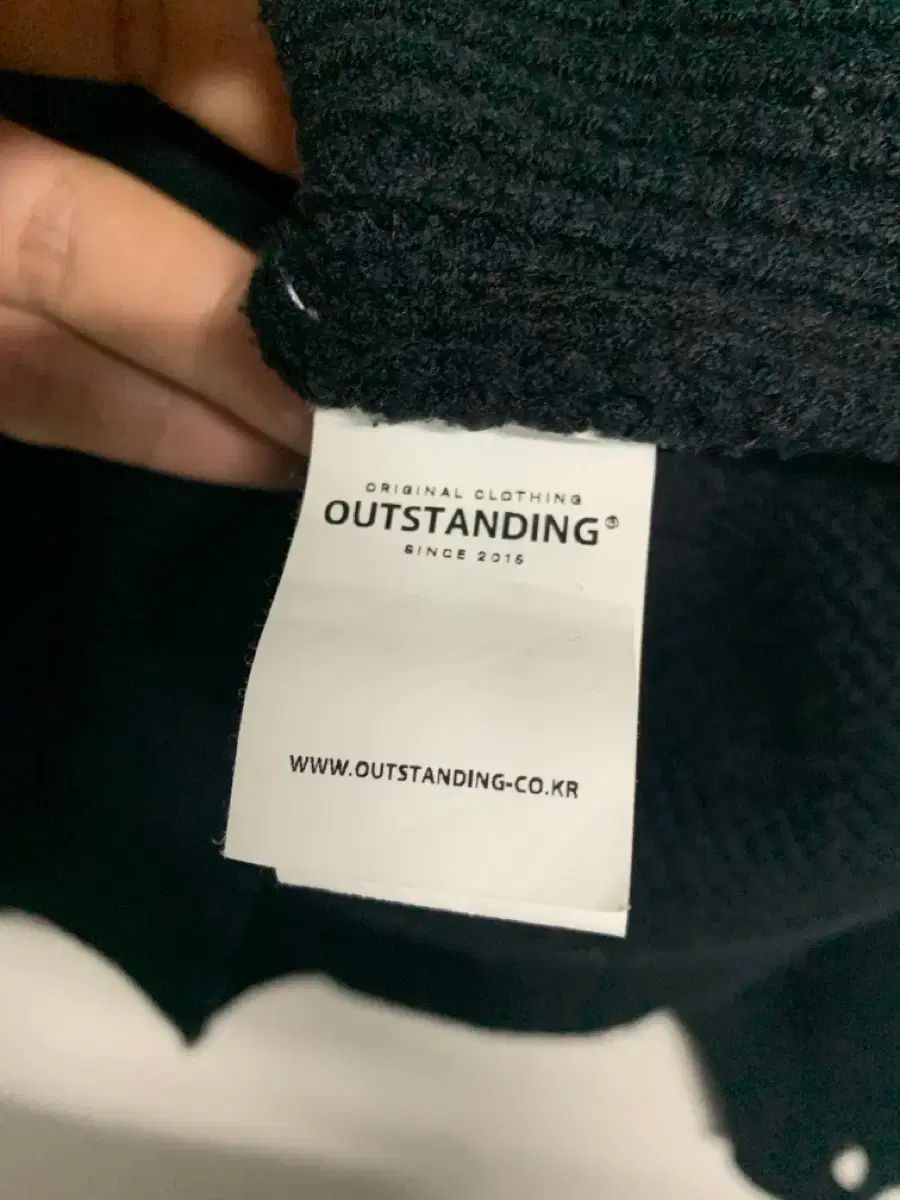 ORIGINAL CLOTHING
OUTSTANDING®
SINCE 2015
WWW.OUTSTANDING-CO.KR